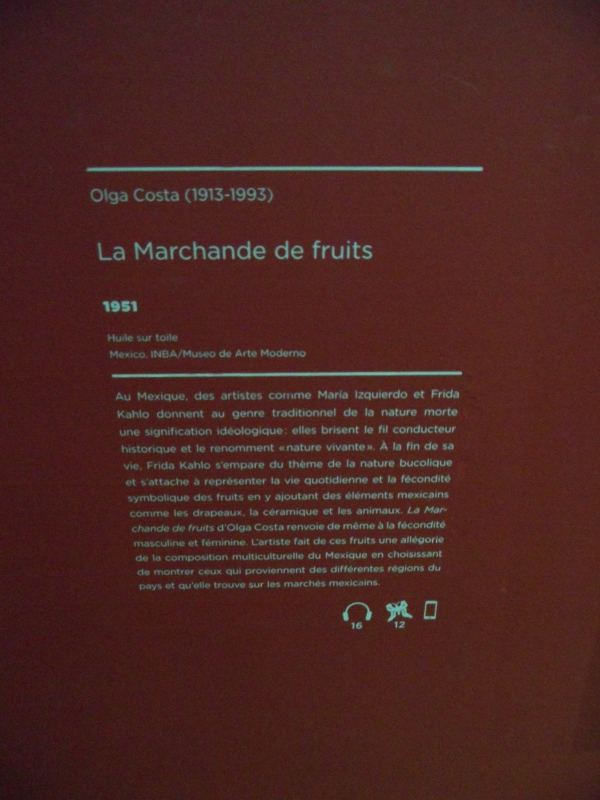 Olga Costa (1913-1993)
La Marchande de fruits
1951
Huile sur toile
Mexico, INBA/Museo de Arte Moderno
Au Mexique, des artistes comme María Izquierdo et Frida
Kahlo donnent au genre traditionnel de la nature morte
une signification idéologique: elles brisent le fil conducteur
historique et le renomment «nature vivante». À la fin de sa
vie, Frida Kahlo s'empare du thème de la nature bucolique
et s'attache à représenter la vie quotidienne et la fécondité
symbolique des fruits en y ajoutant des éléments mexicains
comme les drapeaux, la céramique et les animaux. La Mar-
chande de fruits d'Olga Costa renvoie de même à la fécondité
masculine et féminine. L'artiste fait de ces fruits une allégorie
de la composition multiculturelle du Mexique en choisissant
de montrer ceux qui proviennent des différentes régions du
pays et qu'elle trouve sur les marchés mexicains.
16 12